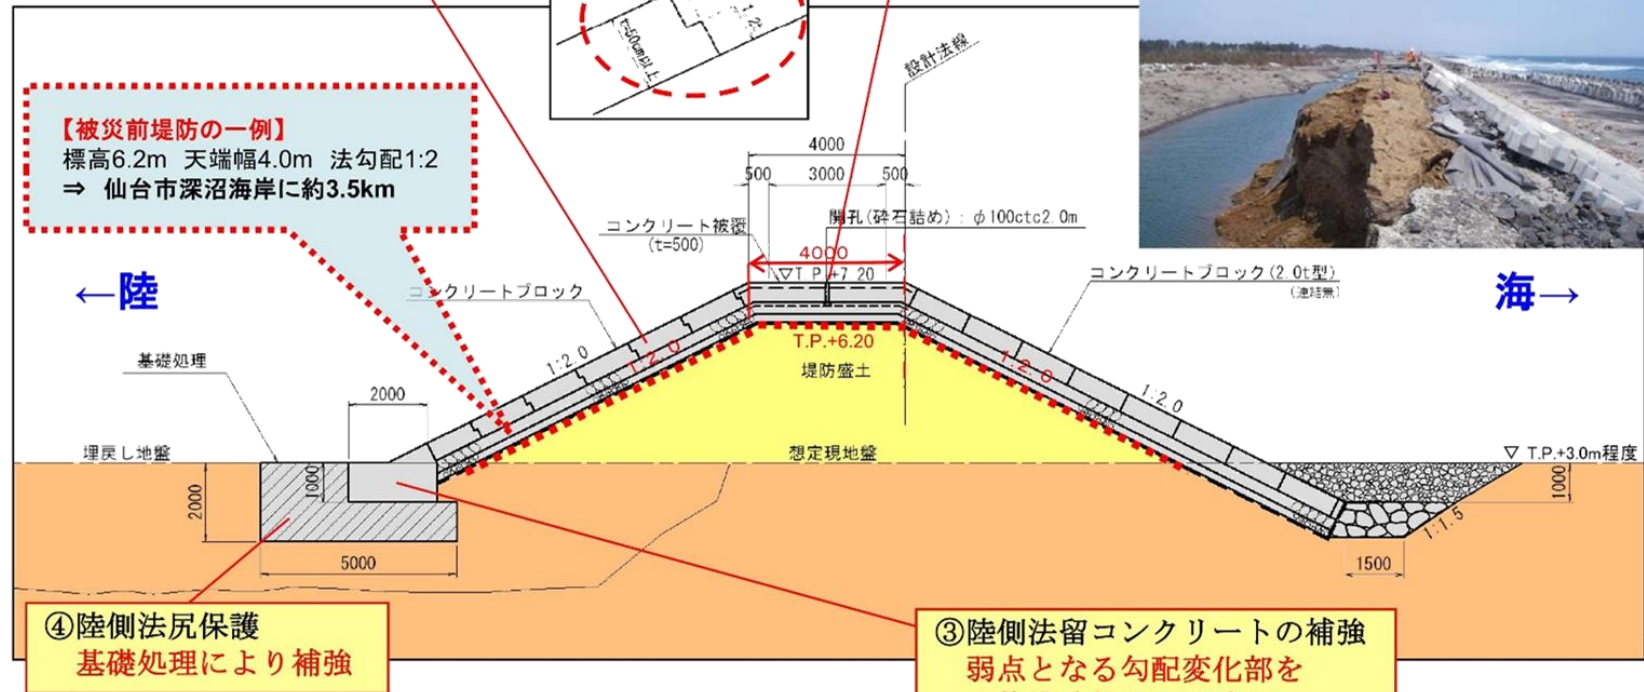 t=50cm以上
1:2
設計法線
【被災前堤防の一例】
標高6.2m 天端幅4.0m 法勾配1:2
⇒ 仙台市深沼海岸に約3.5km
4000
500
3000
500
開孔(砕石詰め): φ100ctc2.0m
コンクリート被覆
(t=500)
4000
▽T.P.+7.20
コンクリートブロック(2.0t型)
(連結無)
←陸
海→
コンクリートブロック
T.P.+6.20
堤防盛土
1:2.0
1:2.0
1:2.0
1:2.0
基礎処理
2000
埋戻し地盤
想定現地盤
▽ T.P.+3.0m程度
2000
1000
1000
1:1.5
5000
1500
④陸側法尻保護
基礎処理により補強
③陸側法留コンクリートの補強
弱点となる勾配変化部を